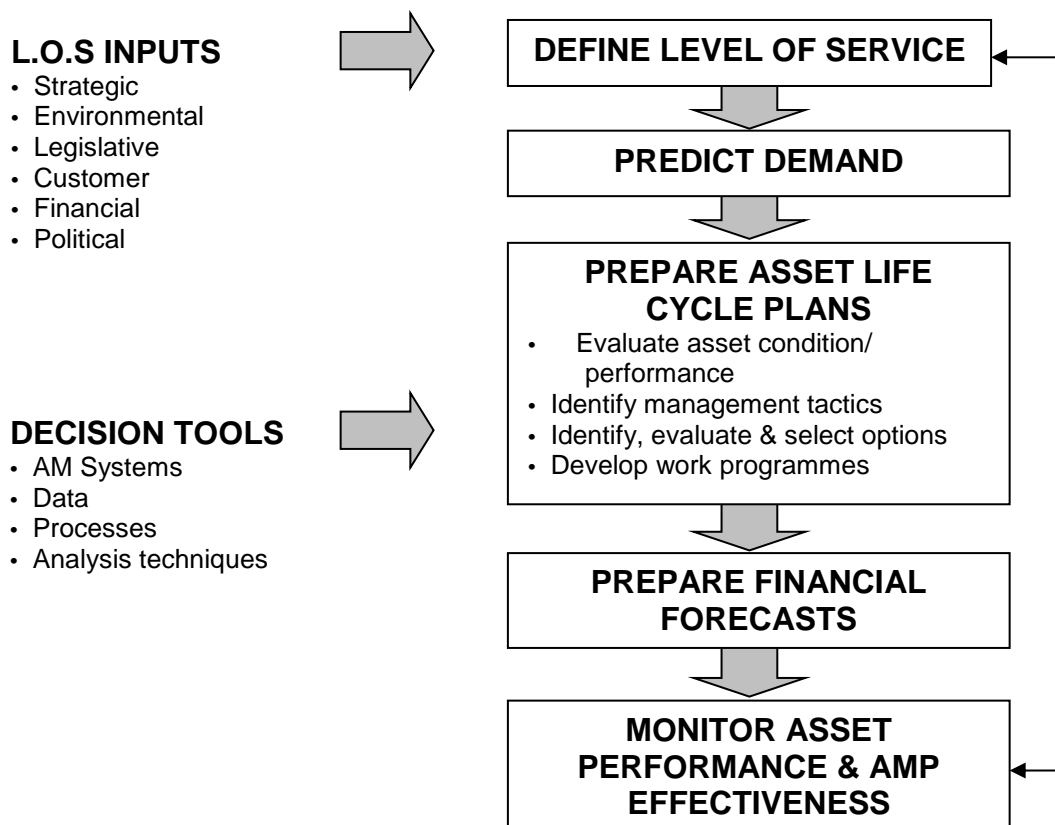 L.O.S INPUTS
• Strategic
• Environmental
• Legislative
• Customer
• Financial
• Political
DECISION TOOLS
• AM Systems
• Data
• Processes
• Analysis techniques
DEFINE LEVEL OF SERVICE
PREDICT DEMAND
PREPARE ASSET LIFE
CYCLE PLANS
• Evaluate asset condition/
performance
• Identify management tactics
• Identify, evaluate & select options
• Develop work programmes
PREPARE FINANCIAL
FORECASTS
MONITOR ASSET
PERFORMANCE & AMP
EFFECTIVENESS